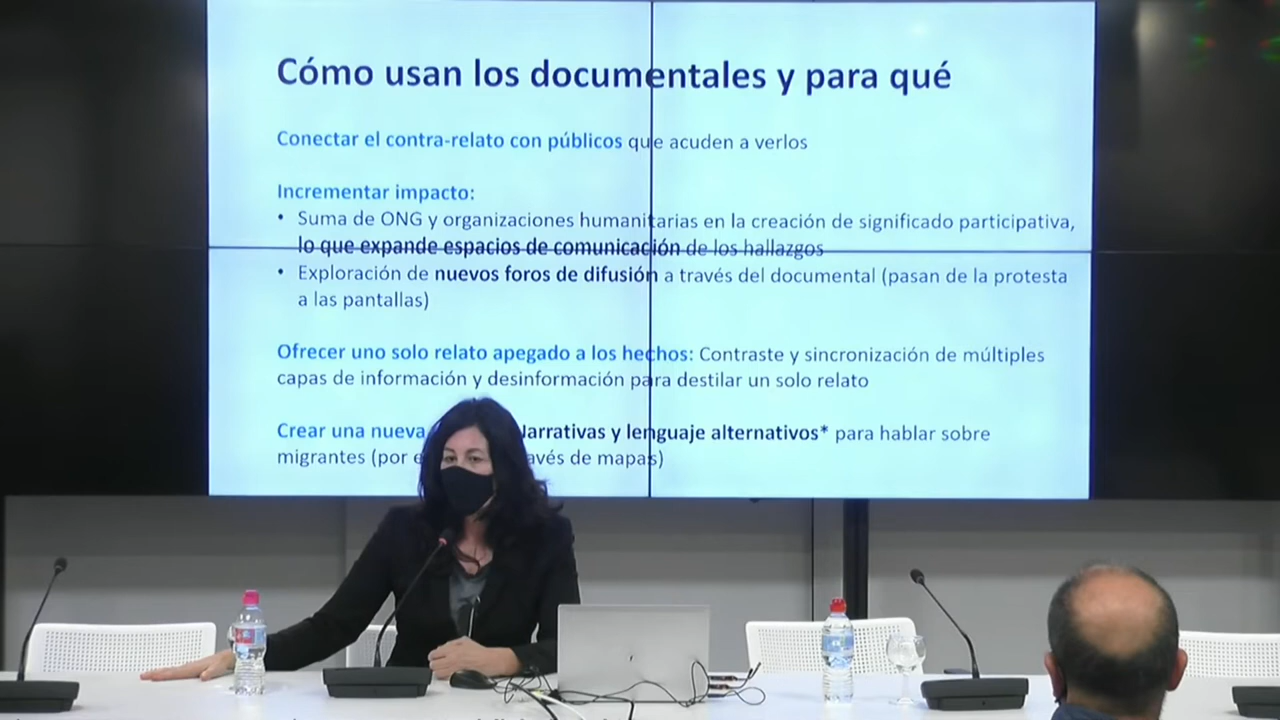 Cómo usan los documentales y para qué
Conectar el contra-relato con públicos que acuden a verlos
Incrementar impacto:
• Suma de ONG y organizaciones humanitarias en la creación de significado participativa,
lo que expande espacios de comunicación de los hallazgos
• Exploración de nuevos foros de difusión a través del documental (pasan de la protesta
a las pantallas)
Ofrecer uno solo relato apegado a los hechos: Contraste y sincronización de múltiples
capas de información y desinformación para destilar un solo relato
Crear una nueva Narrativas y lenguaje alternativos* para hablar sobre
migrantes (por de mapas)